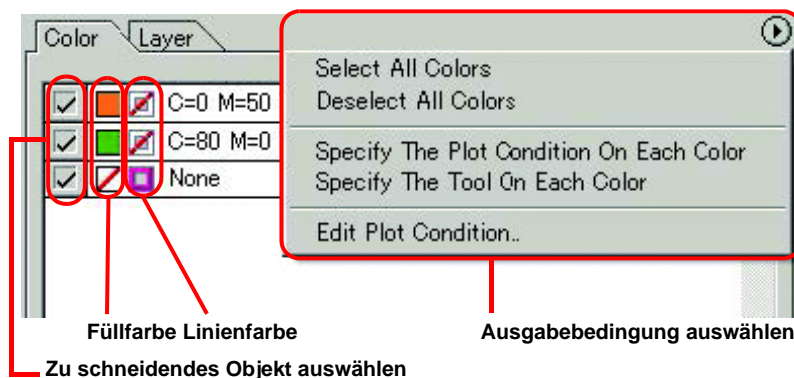 Color Layer
Select All Colors
C=0 M=50
Deselect All Colors
C=80 M=0
Specify The Plot Condition On Each Color
None
Specify The Tool On Each Color
Edit Plot Condition..
Füllfarbe Linienfarbe
Ausgabebedingung auswählen
Zu schneidendes Objekt auswählen